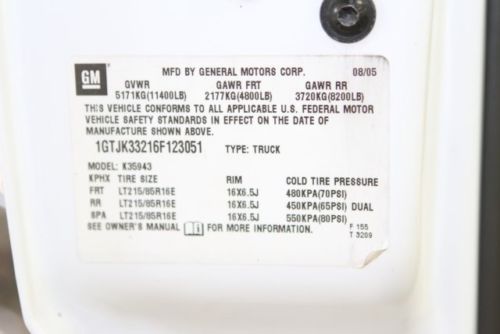 GM
MFD BY GENERAL MOTORS CORP. 08/05
GVWR GAWR FRT GAWR RR
5171KG(11400LB) 2177KG(4800LB) 3720KG(8200LB)
THIS VEHICLE CONFORMS TO ALL APPLICABLE U.S. FEDERAL MOTOR
VEHICLE SAFETY STANDARDS IN EFFECT ON THE DATE OF
MANUFACTURE SHOWN ABOVE.
1GTJK33216F123051 TYPE: TRUCK
MODEL: K35943
KPHX TIRE SIZE RIM COLD TIRE PRESSURE
FRT LT215/85R16E 16X6.5J 480KPA(70PSI)
RR LT215/85R16E 16X6.5J 450KPA(65PSI) DUAL
SPA LT215/85R16E 16X6.5J 550KPA(80PSI)
SEE OWNER'S MANUAL FOR MORE INFORMATION. F 155
T 3209